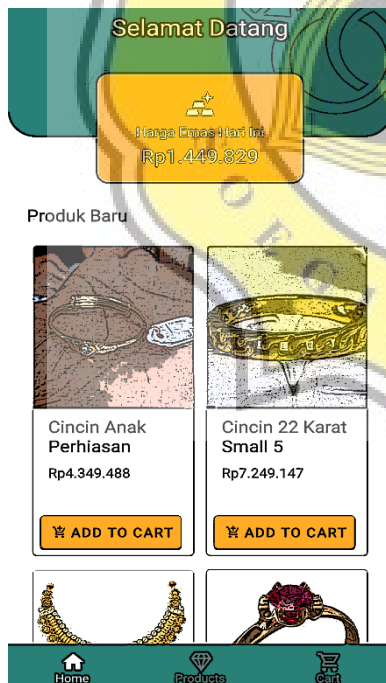 Selamat Datang
Harga Emas Hari Ini
Rp1.449.829
Produk Baru
Cincin Anak
Perhiasan
Rp4.349.488
ADD TO CART
Cincin 22 Karat
Small 5
Rp7.249.147
ADD TO CART
Home
Products
Cart